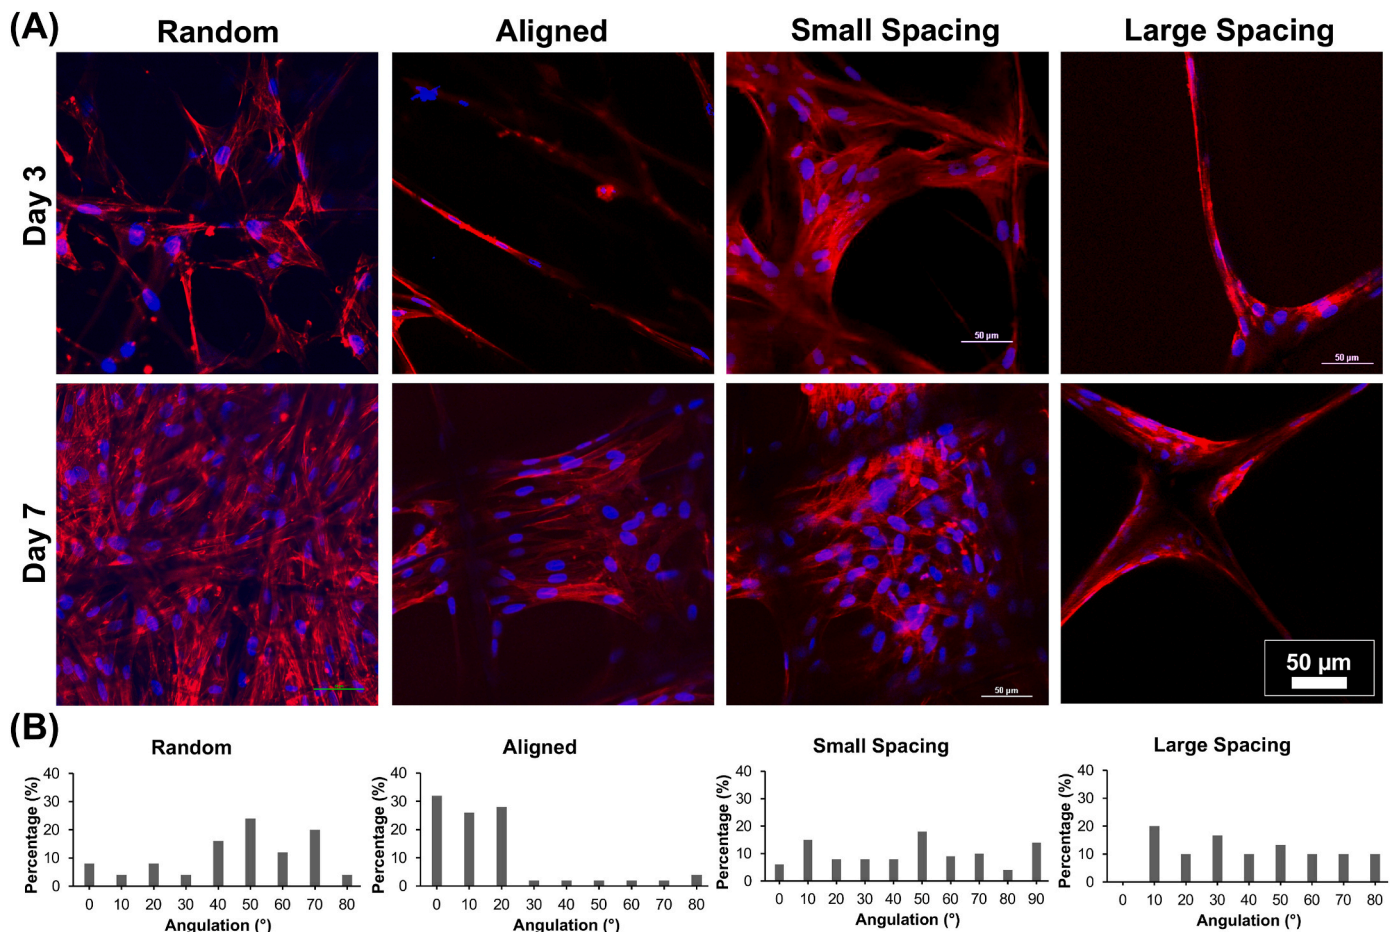 (A)
Random
Aligned
Small Spacing
Large Spacing
Day 3
50 µm
50 µm
Day 7
50 µm
50 µm
(B)
Random
Aligned
Small Spacing
Large Spacing
Percentage (%)
40
30
20
10
0
0 10 20 30 40 50 60 70 80
Angulation (°)
Percentage (%)
40
30
20
10
0
0 10 20 30 40 50 60 70 80
Angulation (°)
Percentage (%)
40
30
20
10
0
0 10 20 30 40 50 60 70 80 90
Angulation (°)
Percentage (%)
40
30
20
10
0
0 10 20 30 40 50 60 70 80
Angulation (°)